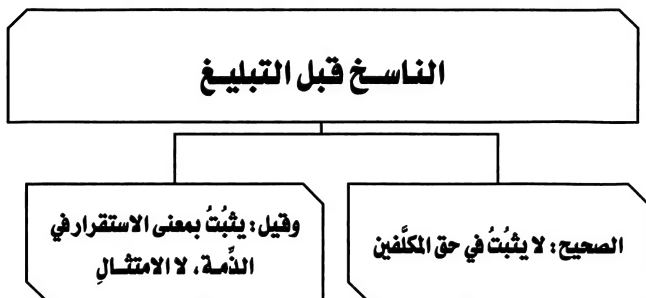 الناسخ قبل التبليغ
الصحيح: لا يثبُتُ في حق المكلَّفين
وقيل: يثبُتُ بمعنى الاستقرار في
الذِّمة، لا الامتثالِ